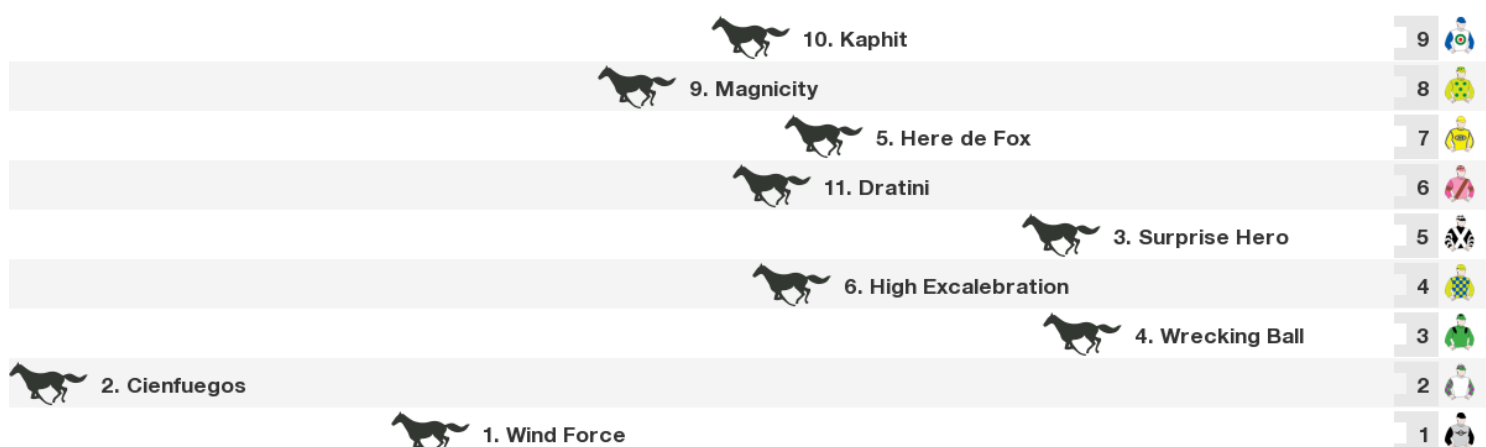 10. Kaphit 9
9. Magnicity 8
5. Here de Fox 7
11. Dratini 6
3. Surprise Hero 5
6. High Excalebration 4
4. Wrecking Ball 3
2. Cienfuegos 2
1. Wind Force 1